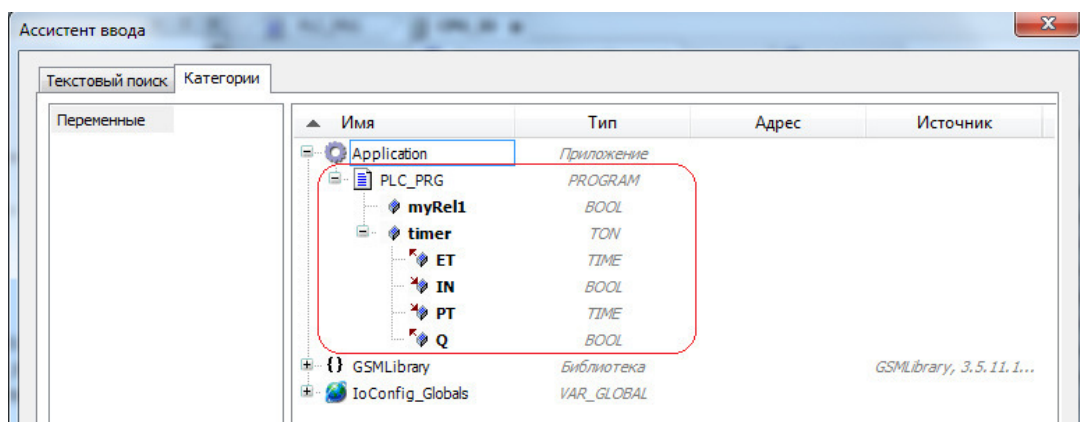 Ассистент ввода
Текстовый поиск Категории
Переменные
Имя Тип Адрес Источник
Application Приложение
PLC_PRG PROGRAM
myRel1 BOOL
timer TON
ET TIME
IN BOOL
PT TIME
Q BOOL
GSMLibrary Библиотека GSMLibrary, 3.5.11.1...
IoConfig_Globals VAR_GLOBAL